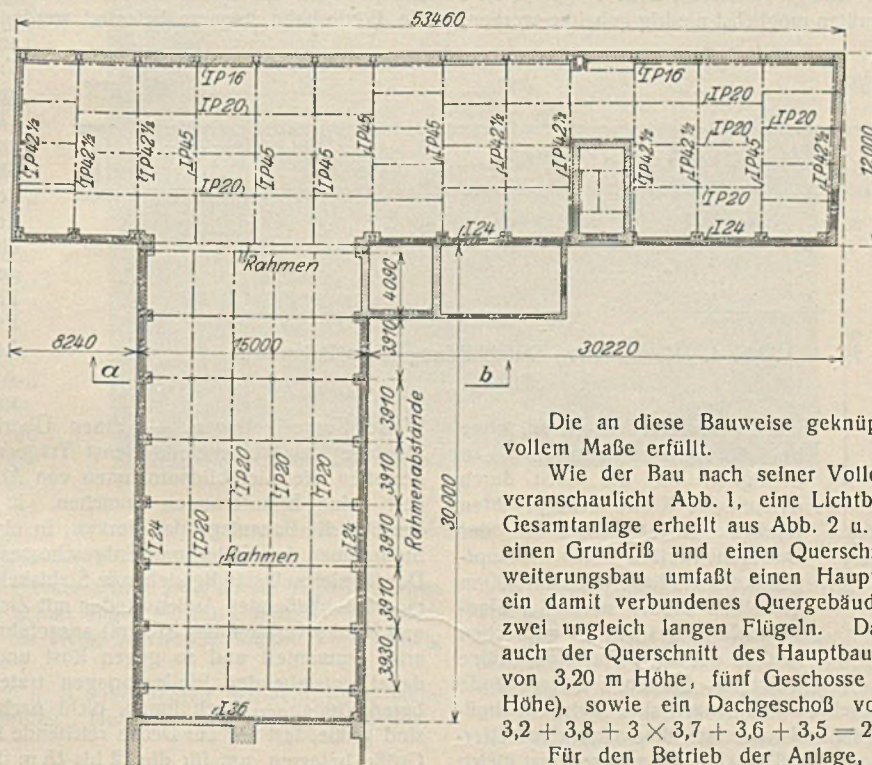 53460
IP16
IP16
IP20
IP20
IP20
IP20
IP42½
IP42½
IP42½
IP45
IP45
IP45
IP45
IP45
IP42½
IP42½
IP42½
IP42½
IP45
IP42½
12000
IP20
IP20
I24
I24
Rahmen
4090
8240
15000
30220
a
b
3910
3910
3910
3910
3910
3930
Rahmenabstände
30000
IP20
IP20
IP20
IP20
I24
I24
Rahmen
I36
Die an diese Bauweise geknüp
vollem Maße erfüllt.
Wie der Bau nach seiner Volle
veranschaulicht Abb. 1, eine Lichtb
Gesamtanlage erhellt aus Abb. 2 u.
einen Grundriß und einen Querschn
weiterungsbau umfaßt einen Haupt
ein damit verbundenes Quergebäud
zwei ungleich langen Flügeln. Da
auch der Querschnitt des Hauptbau
von 3,20 m Höhe, fünf Geschosse
Höhe), sowie ein Dachgeschoß vo
3,2 + 3,8 + 3 × 3,7 + 3,6 + 3,5 = 2
Für den Betrieb der Anlage,